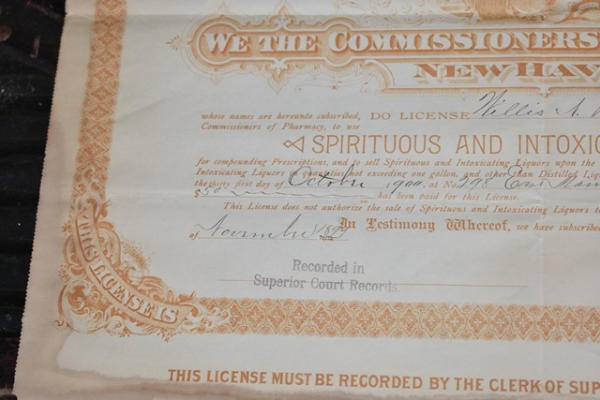 WE THE COMMISSIONERS
NEW HAV
whose names are hereunto subscribed, DO LICENSE Willis A.
Commissioners of Pharmacy, to use
SPIRITUOUS AND INTOXIC
for compounding Prescriptions, and to sell Spirituous and Intoxicating Liquors upon the
Intoxicating Liquors in quantities not exceeding one gallon, and other than Distilled Liquo
the first day of October 1900, at No. 198 East Main
$50 has been paid for this License.
This License does not authorize the sale of Spirituous and Intoxicating Liquors to
In Testimony Whereof, we have subscribed
of November 1899
Recorded in
Superior Court Records.
THIS LICENSE IS
THIS LICENSE MUST BE RECORDED BY THE CLERK OF SUP